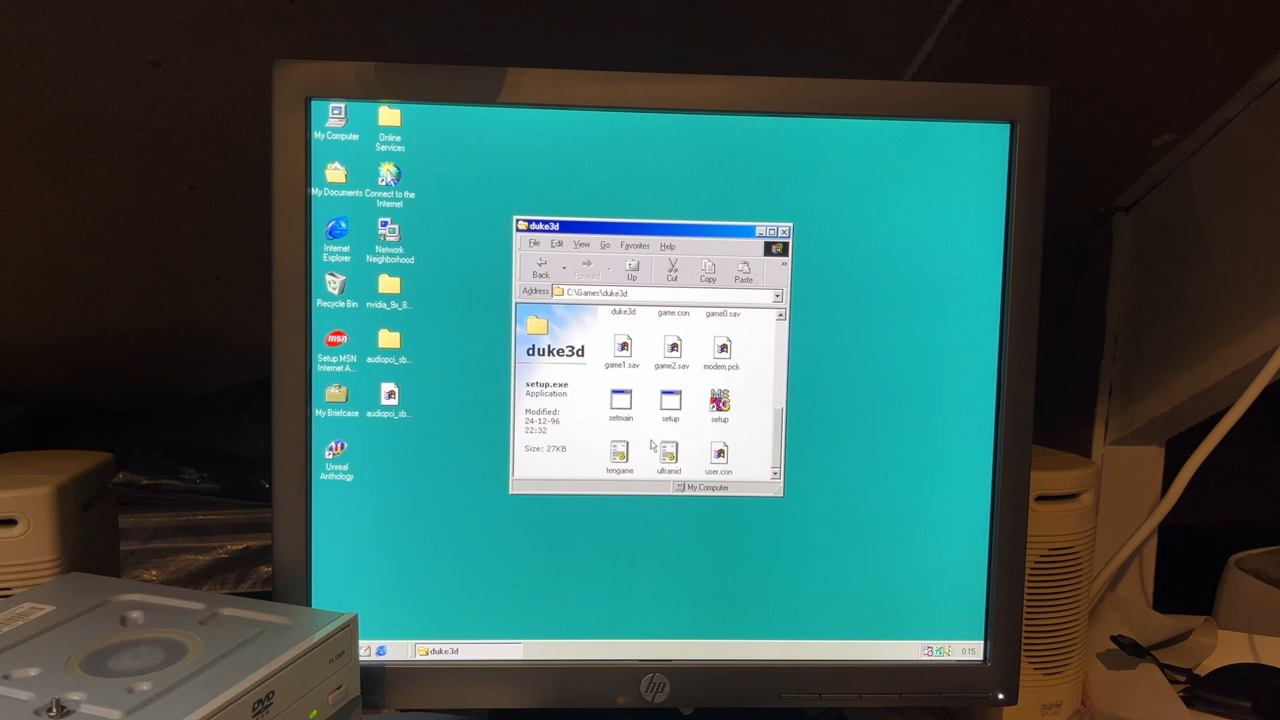 My Computer
Online
Services
My Documents
Connect to the
Internet
Internet
Explorer
Network
Neighborhood
Recycle Bin
nvidia_9x_8...
msn
Setup MSN
Internet A...
audiopci_sb...
My Briefcase
audiopci_sb...
Unreal
Anthology
duke3d
File Edit View Go Favorites Help
Back Forward Up Cut Copy Paste »
Address C:\Games\duke3d
duke3d game.con game0.sav
duke3d
game1.sav game2.sav modem.pck
setup.exe
Application
Modified:
24-12-96
22:32
Size: 27KB
setmain setup setup
tengame ultramid user.con
My Computer
duke3d
0:15
hp
DVD